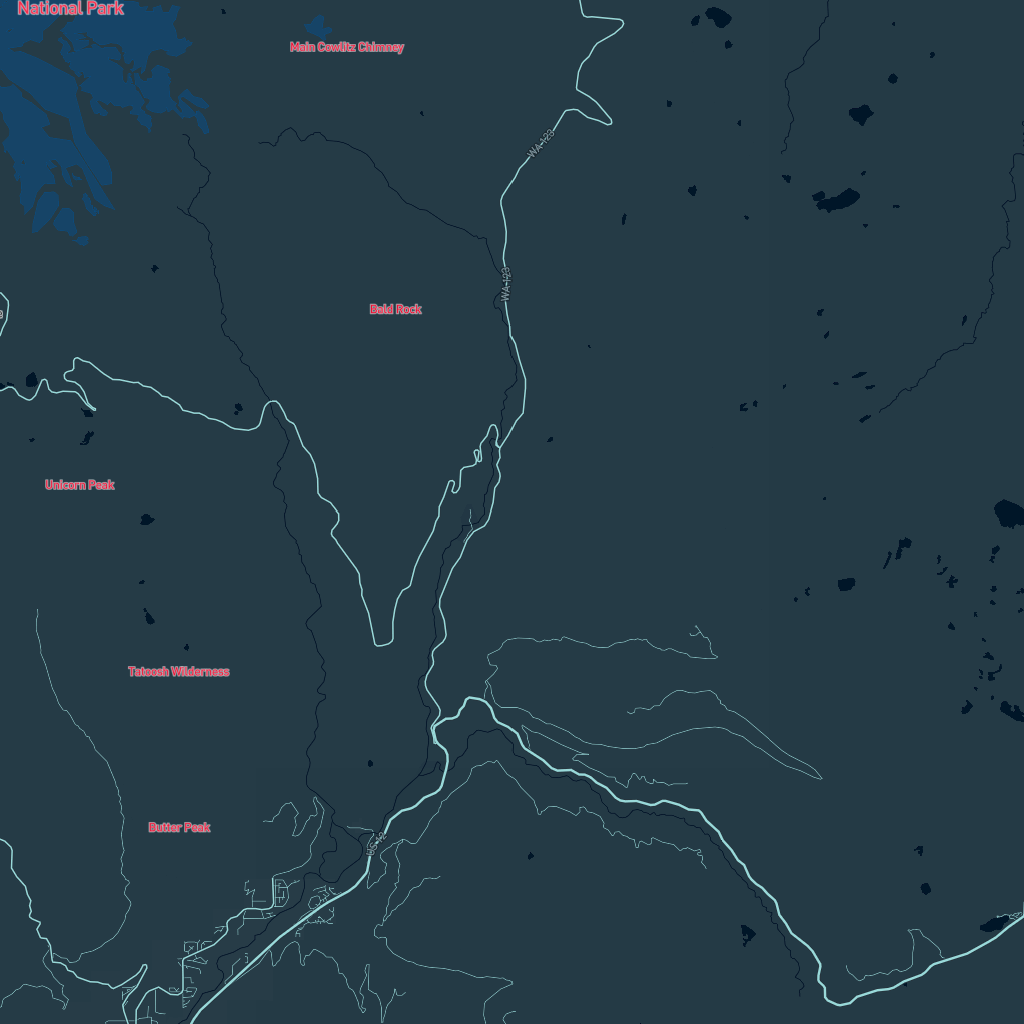 National Park
Main Cowlitz Chimney
WA-123
WA-123
Bald Rock
Unicorn Peak
Tatoosh Wilderness
Butter Peak
US-12